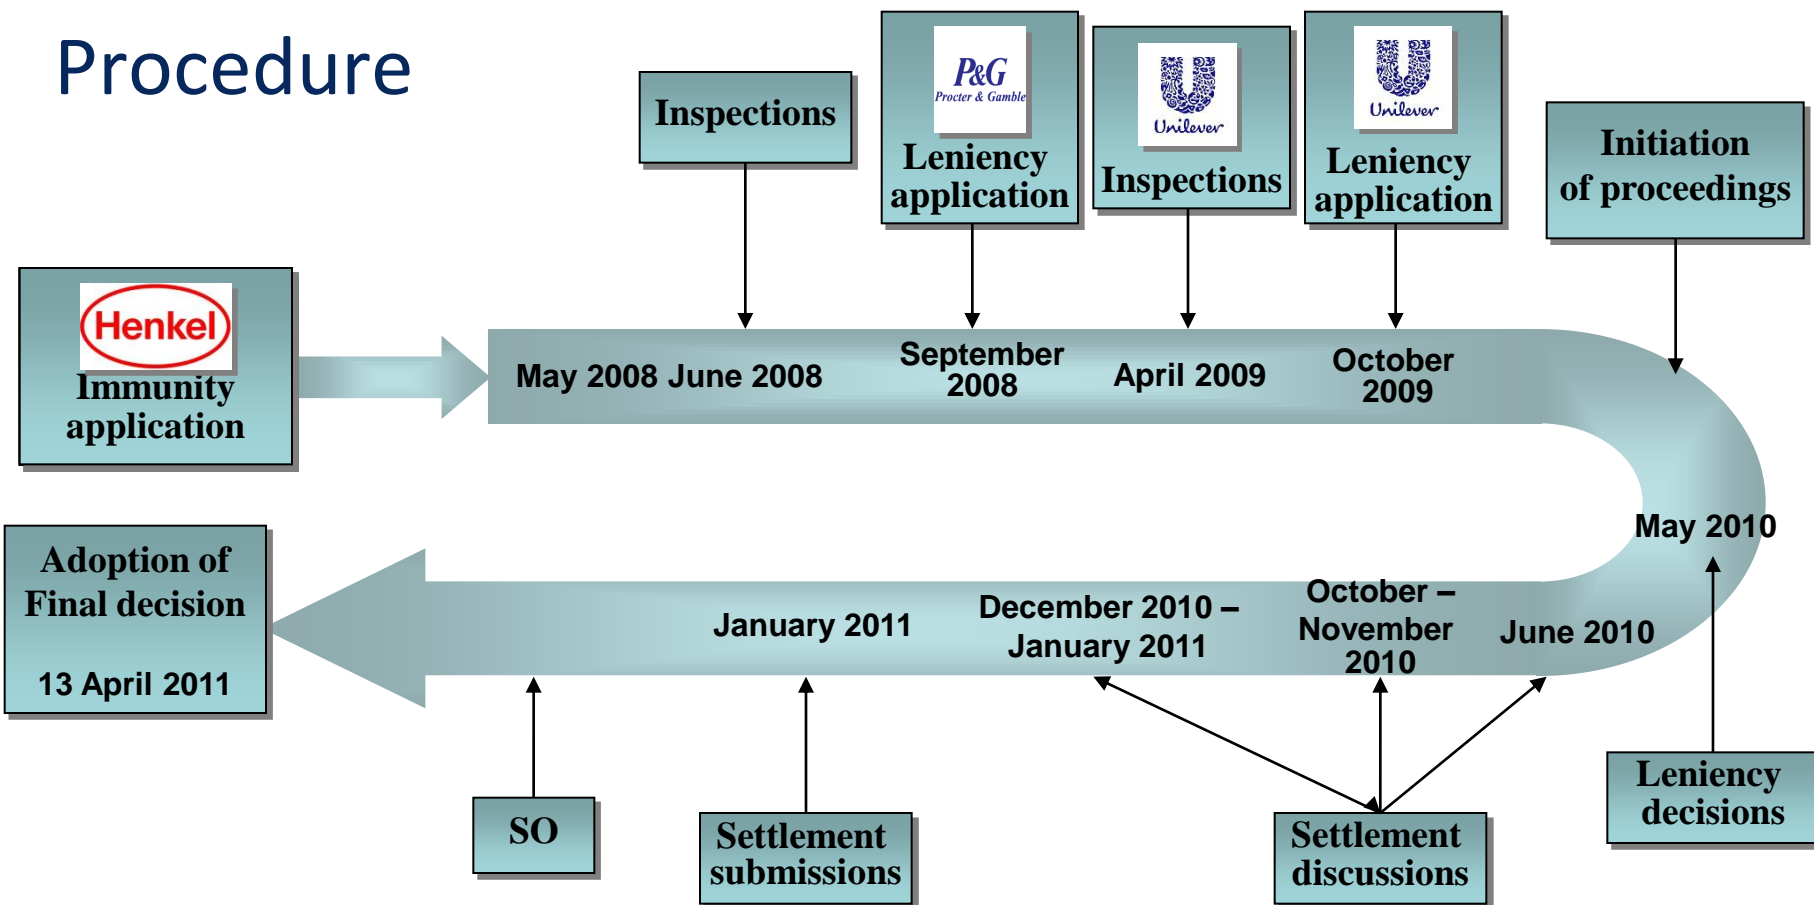 Procedure
Inspections
P&G
Procter & Gamble
Leniency
application
Unilever
Inspections
Unilever
Leniency
application
Initiation
of proceedings
Henkel
Immunity
application
May 2008 June 2008
September
2008
April 2009
October
2009
May 2010
Adoption of
Final decision
13 April 2011
January 2011
December 2010 –
January 2011
October –
November
2010
June 2010
SO
Settlement
submissions
Settlement
discussions
Leniency
decisions